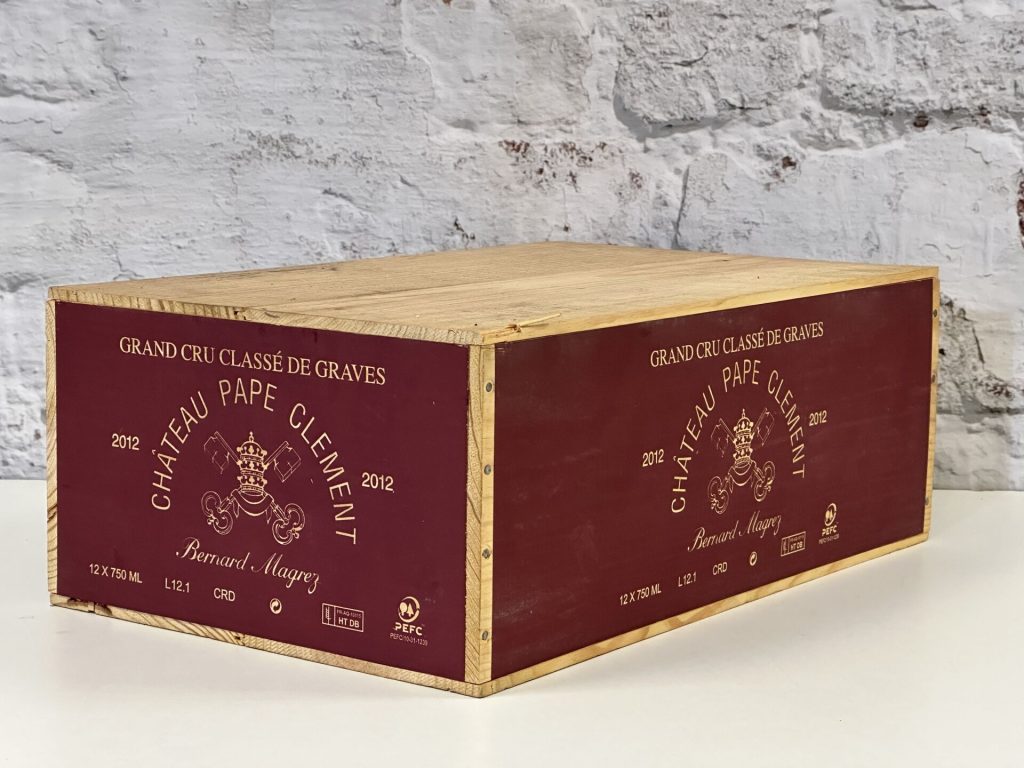 GRAND CRU CLASSÉ DE GRAVES
CHÂTEAU PAPE CLEMENT
2012
2012
Bernard Magrez
12 X 750 ML L12.1 CRD
HT DB
PEFC
GRAND CRU CLASSÉ DE GRAVES
CHÂTEAU PAPE CLEMENT
2012
2012
Bernard Magrez
12 X 750 ML L12.1 CRD
HT DB
PEFC